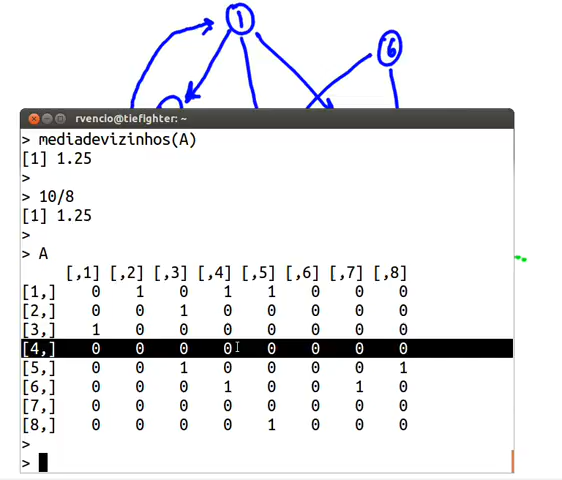 1
6
rvencio@tiefighter: ~
> mediadevizinhos(A)
[1] 1.25
>
> 10/8
[1] 1.25
>
> A
[,1] [,2] [,3] [,4] [,5] [,6] [,7] [,8]
[1,] 0 1 0 1 1 0 0 0
[2,] 0 0 1 0 0 0 0 0
[3,] 1 0 0 0 0 0 0 0
[4,] 0 0 0 0 0 0 0 0
[5,] 0 0 1 0 0 0 0 1
[6,] 0 0 0 1 0 0 1 0
[7,] 0 0 0 0 0 0 0 0
[8,] 0 0 0 0 1 0 0 0
>
>